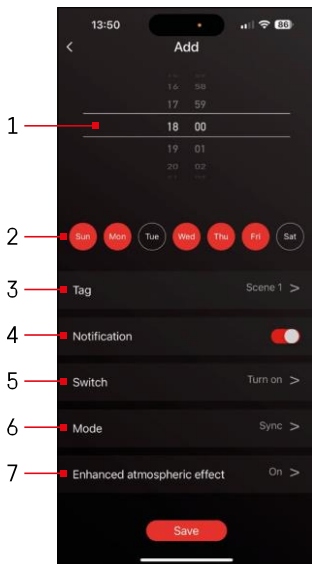 13:50 86
< Add
16 58
17 59
1 18 00
19 01
20 02
2 Sun Mon Tue Wed Thu Fri Sat
3 Tag Scene 1 >
4 Notification
5 Switch Turn on >
6 Mode Sync >
7 Enhanced atmospheric effect On >
Save